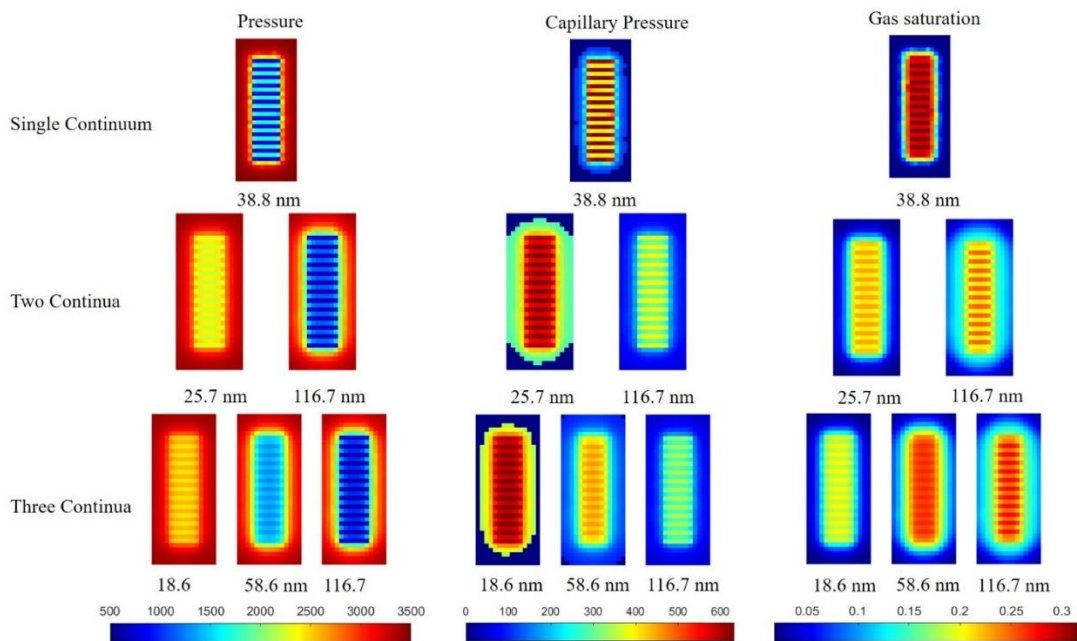 Pressure Capillary Pressure Gas saturation
Single Continuum
38.8 nm 38.8 nm 38.8 nm
Two Continua
25.7 nm 116.7 nm 25.7 nm 116.7 nm 25.7 nm 116.7 nm
Three Continua
18.6 58.6 nm 116.7 18.6 nm 58.6 nm 116.7 nm 18.6 nm 58.6 nm 116.7 nm
500 1000 1500 2000 2500 3000 3500 0 100 200 300 400 500 600 0.05 0.1 0.15 0.2 0.25 0.3